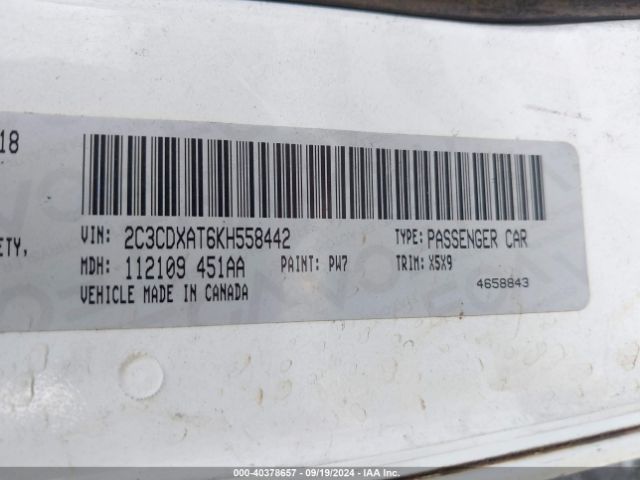 18
VIN: 2C3CDXAT6KH558442 TYPE: PASSENGER CAR
ETY,
MDH: 112109 451AA PAINT: PW7 TRIM: X5X9
VEHICLE MADE IN CANADA 4658843
000-40378657 - 09/19/2024 - IAA Inc.